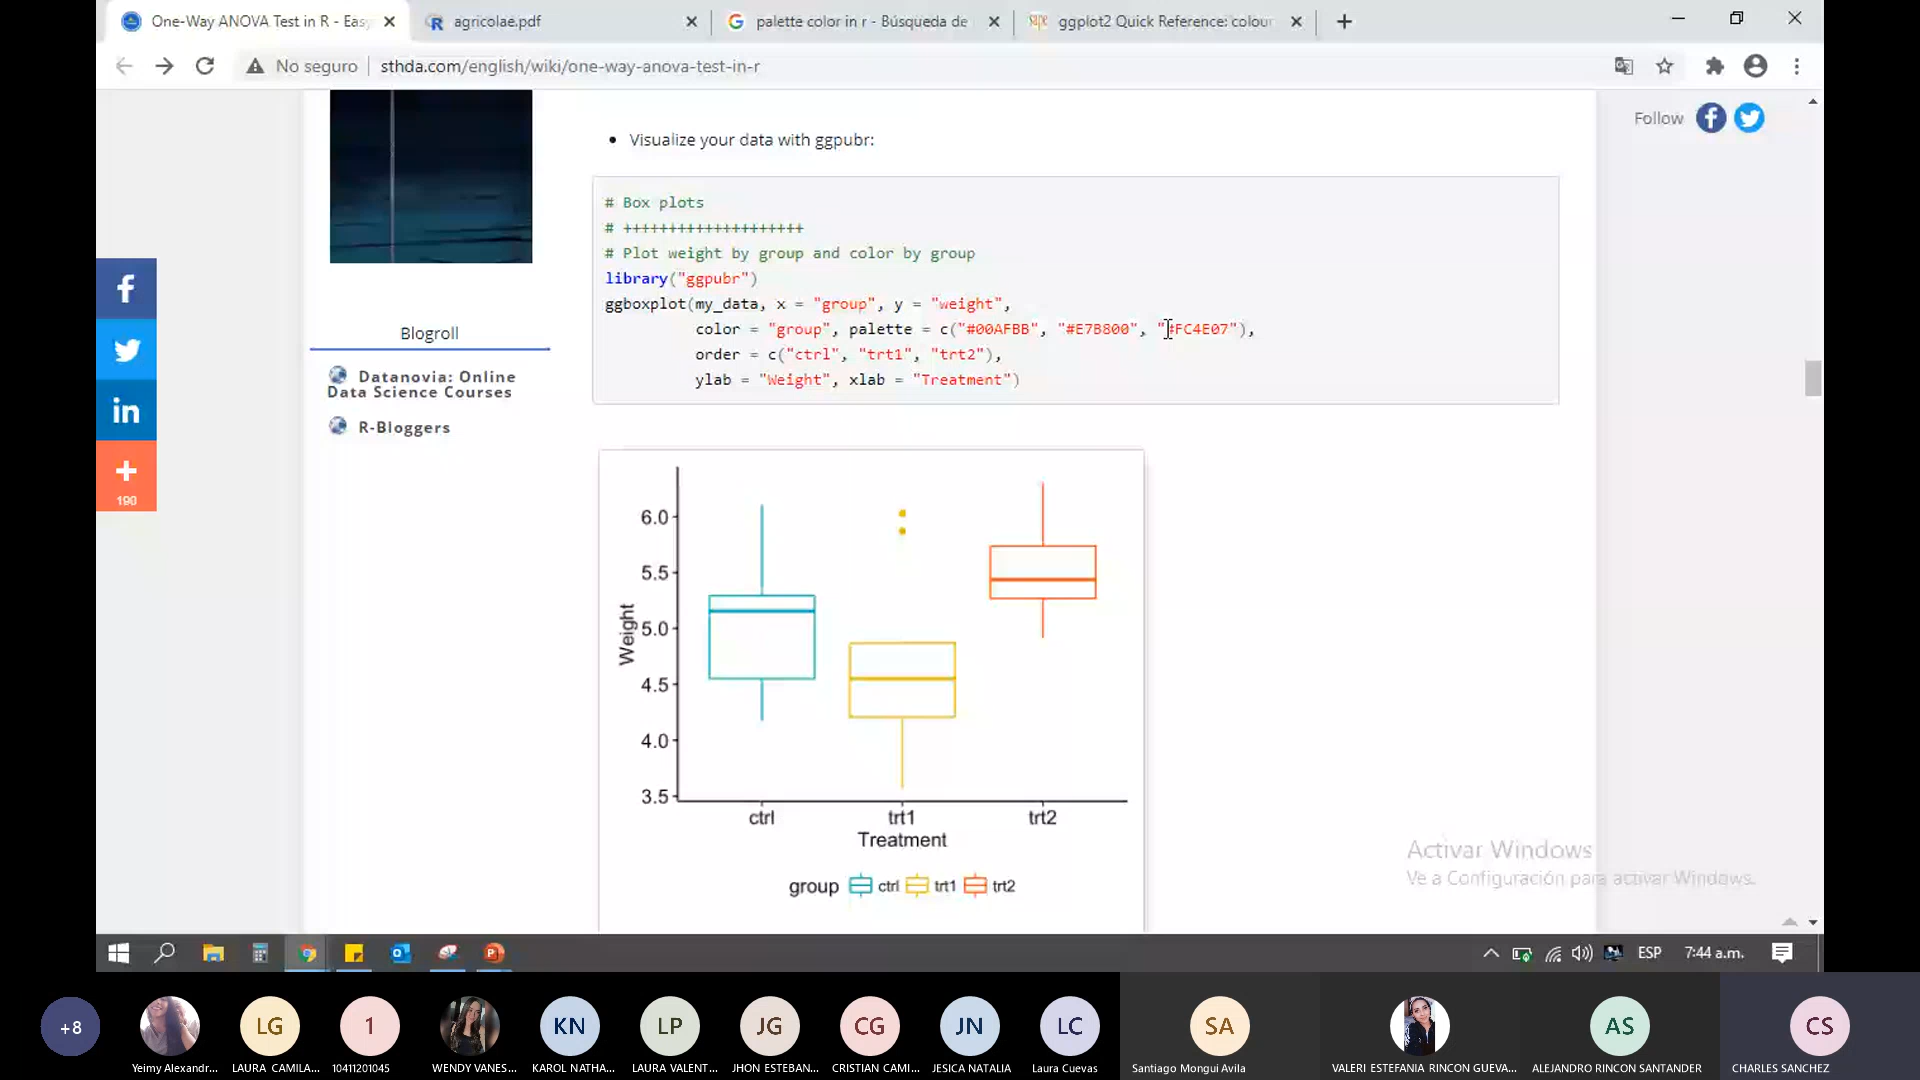 One-Way ANOVA Test in R - Easy
agricolae.pdf
palette color in r - Búsqueda de
ggplot2 Quick Reference: colour
No seguro
sthda.com/english/wiki/one-way-anova-test-in-r
Follow
Visualize your data with ggpubr:
# Box plots
# ++++++++++++++++++++
# Plot weight by group and color by group
library("ggpubr")
ggboxplot(my_data, x = "group", y = "weight",
color = "group", palette = c("#00AFBB", "#E7B800", "#FC4E07"),
order = c("ctrl", "trt1", "trt2"),
ylab = "Weight", xlab = "Treatment")
190
Blogroll
Datanovia: Online
Data Science Courses
R-Bloggers
6.0
5.5
5.0
4.5
4.0
3.5
Weight
ctrl trt1 trt2
Treatment
group ctrl trt1 trt2
Activar Windows
Ve a Configuración para activar Windows.
ESP
7:44 a.m.
+8
LG
1
KN
LP
JG
CG
JN
LC
SA
AS
CS
Yeimy Alexandr...
LAURA CAMILA...
10411201045
WENDY VANES...
KAROL NATHA...
LAURA VALENT...
JHON ESTEBAN...
CRISTIAN CAMI...
JESICA NATALIA
Laura Cuevas
Santiago Mongui Avila
VALERI ESTEFANIA RINCON GUEVA...
ALEJANDRO RINCON SANTANDER
CHARLES SANCHEZ